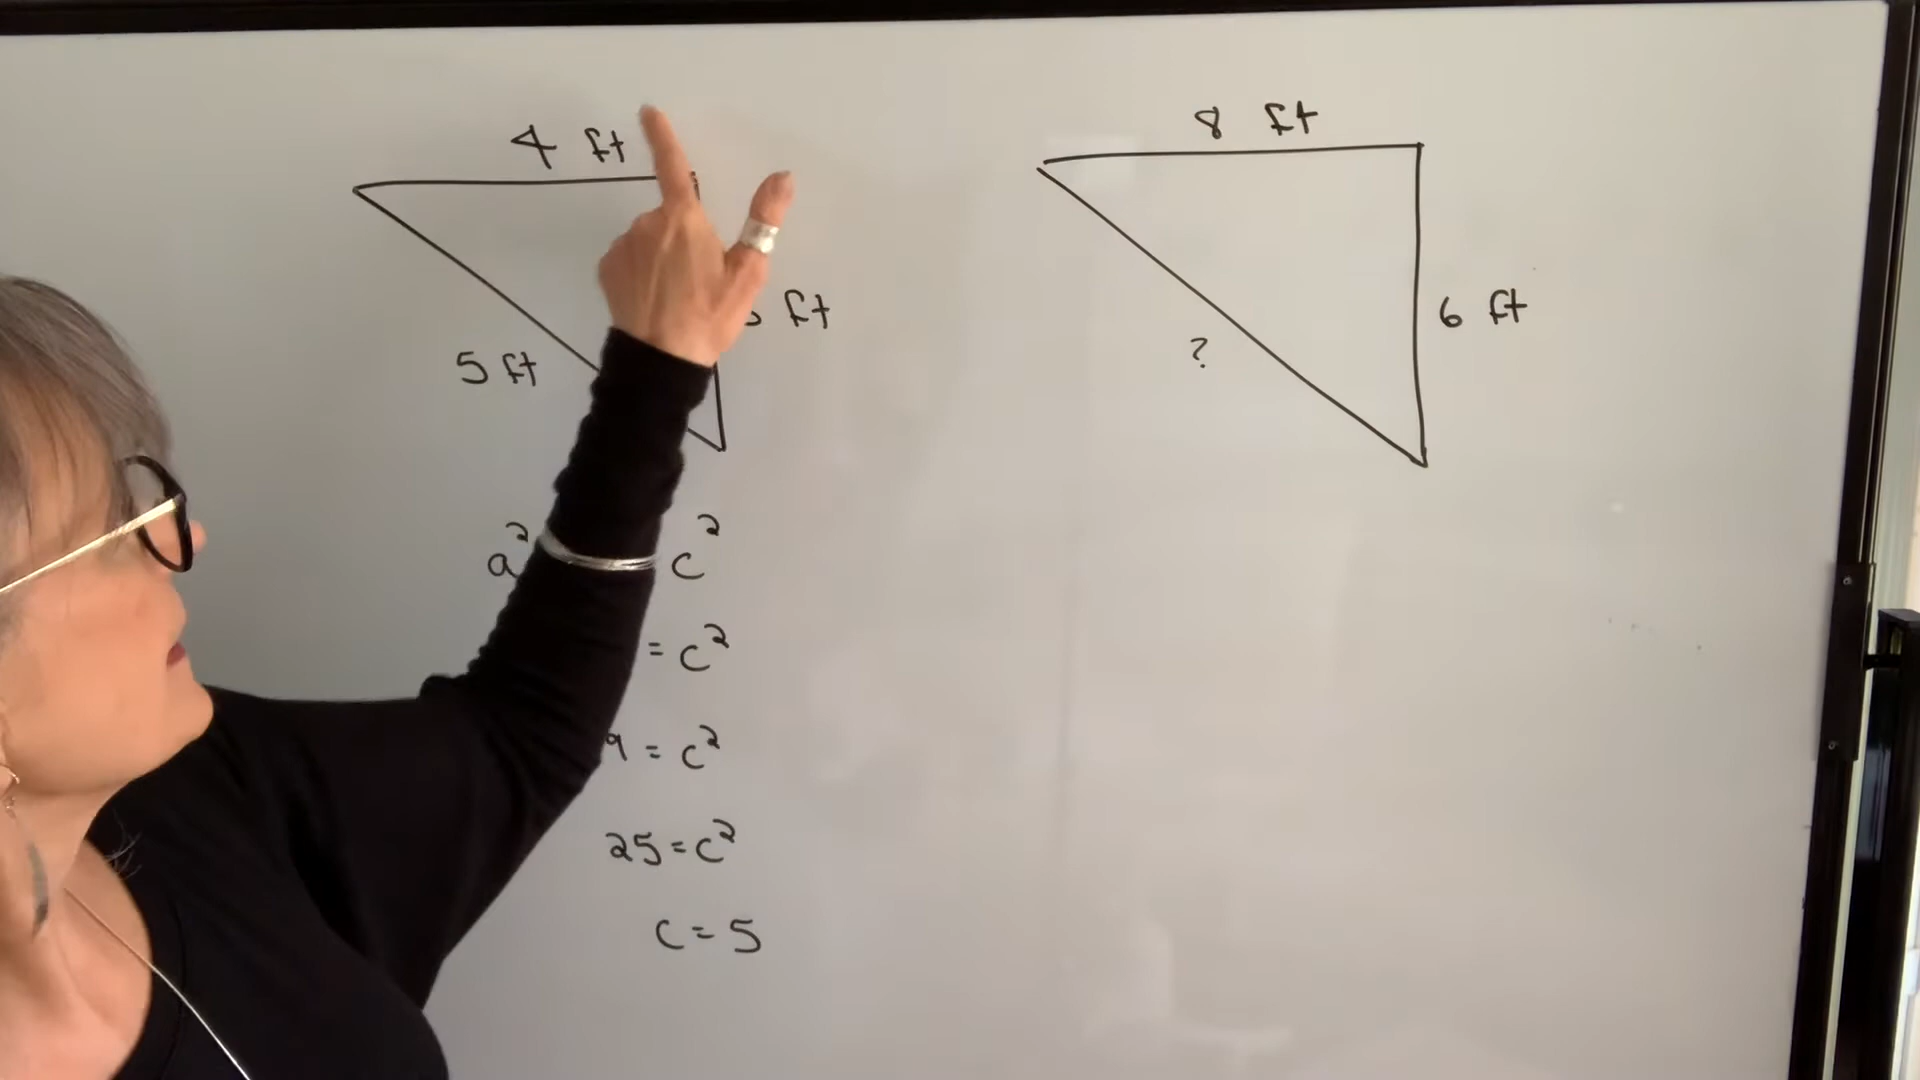 4 ft
8 ft
ft
6 ft
5 ft
?
a² c²
= c²
9 = c²
25 = c²
c = 5